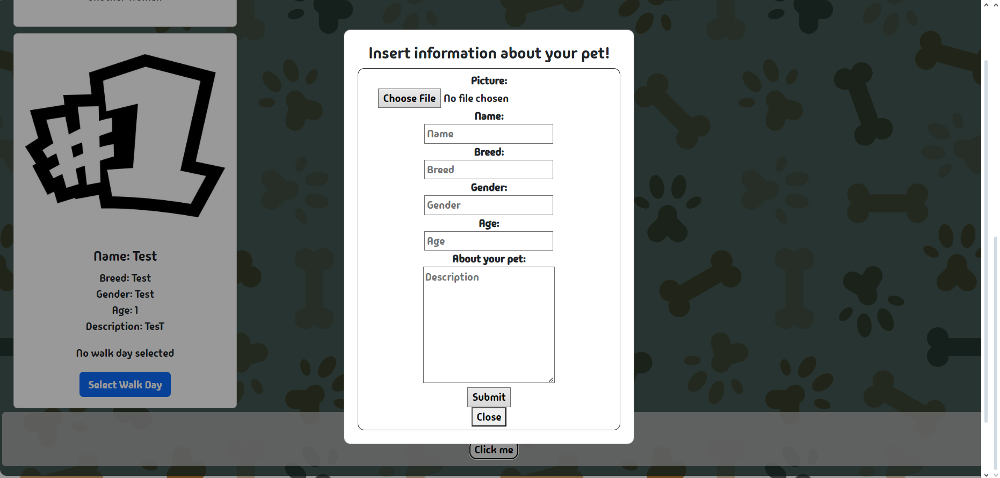 #1
Name: Test
Breed: Test
Gender: Test
Age: 1
Description: TesT
No walk day selected
Select Walk Day
Insert information about your pet!
Picture:
Choose File No file chosen
Name:
Name
Breed:
Breed
Gender:
Gender
Age:
Age
About your pet:
Description
Submit
Close
Click me